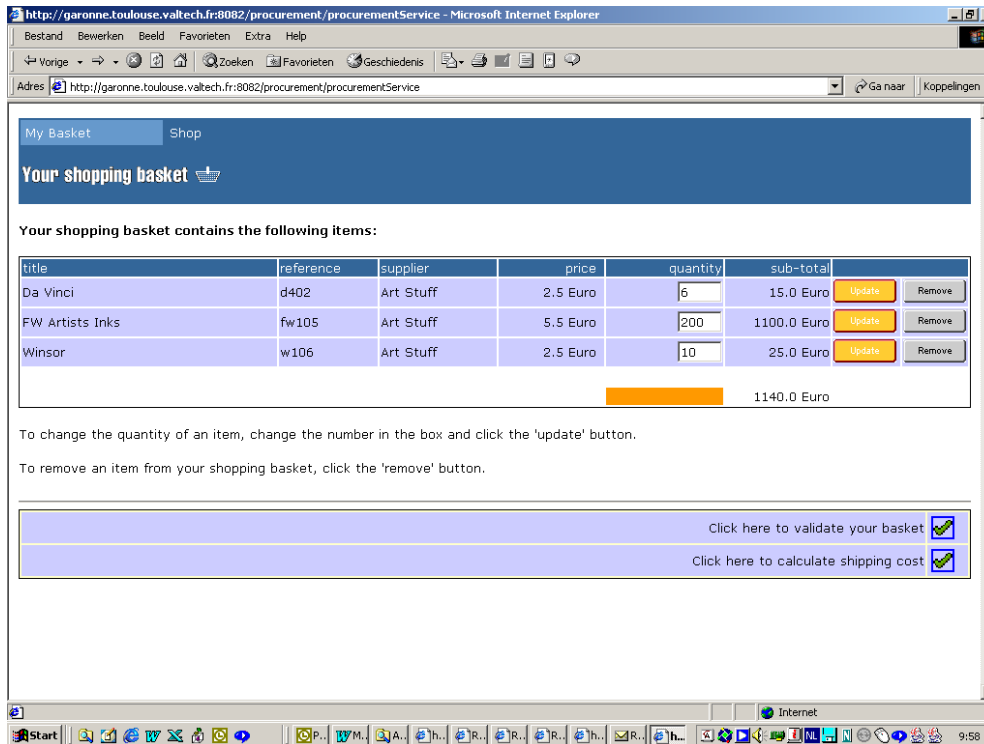 http://garonne.toulouse.valtech.fr:8082/procurement/procurementService - Microsoft Internet Explorer
Bestand Bewerken Beeld Favorieten Extra Help
Vorige Zoeken Favorieten Geschiedenis
Adres http://garonne.toulouse.valtech.fr:8082/procurement/procurementService Ga naar Koppelingen
My Basket Shop
Your shopping basket
Your shopping basket contains the following items:
title reference supplier price quantity sub-total
Da Vinci d402 Art Stuff 2.5 Euro 6 15.0 Euro Update Remove
FW Artists Inks fw105 Art Stuff 5.5 Euro 200 1100.0 Euro Update Remove
Winsor w106 Art Stuff 2.5 Euro 10 25.0 Euro Update Remove
1140.0 Euro
To change the quantity of an item, change the number in the box and click the 'update' button.
To remove an item from your shopping basket, click the 'remove' button.
Click here to validate your basket
Click here to calculate shipping cost
Internet
Start P.. M.. A.. h.. R.. R.. R.. h.. R.. h... NL 9:58